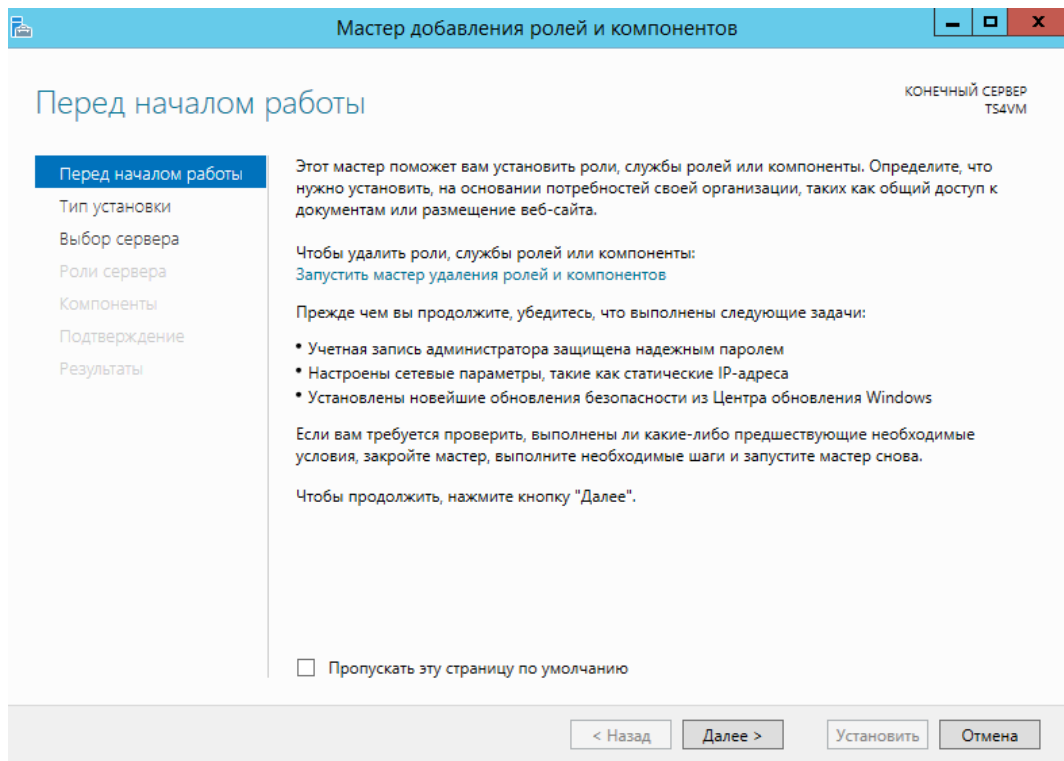 Мастер добавления ролей и компонентов
Перед началом работы
КОНЕЧНЫЙ СЕРВЕР
TS4VM
Перед началом работы
Тип установки
Выбор сервера
Роли сервера
Компоненты
Подтверждение
Результаты
Этот мастер поможет вам установить роли, службы ролей или компоненты. Определите, что
нужно установить, на основании потребностей своей организации, таких как общий доступ к
документам или размещение веб-сайта.
Чтобы удалить роли, службы ролей или компоненты:
Запустить мастер удаления ролей и компонентов
Прежде чем вы продолжите, убедитесь, что выполнены следующие задачи:
• Учетная запись администратора защищена надежным паролем
• Настроены сетевые параметры, такие как статические IP-адреса
• Установлены новейшие обновления безопасности из Центра обновления Windows
Если вам требуется проверить, выполнены ли какие-либо предшествующие необходимые
условия, закройте мастер, выполните необходимые шаги и запустите мастер снова.
Чтобы продолжить, нажмите кнопку "Далее".
Пропускать эту страницу по умолчанию
< Назад
Далее >
Установить
Отмена